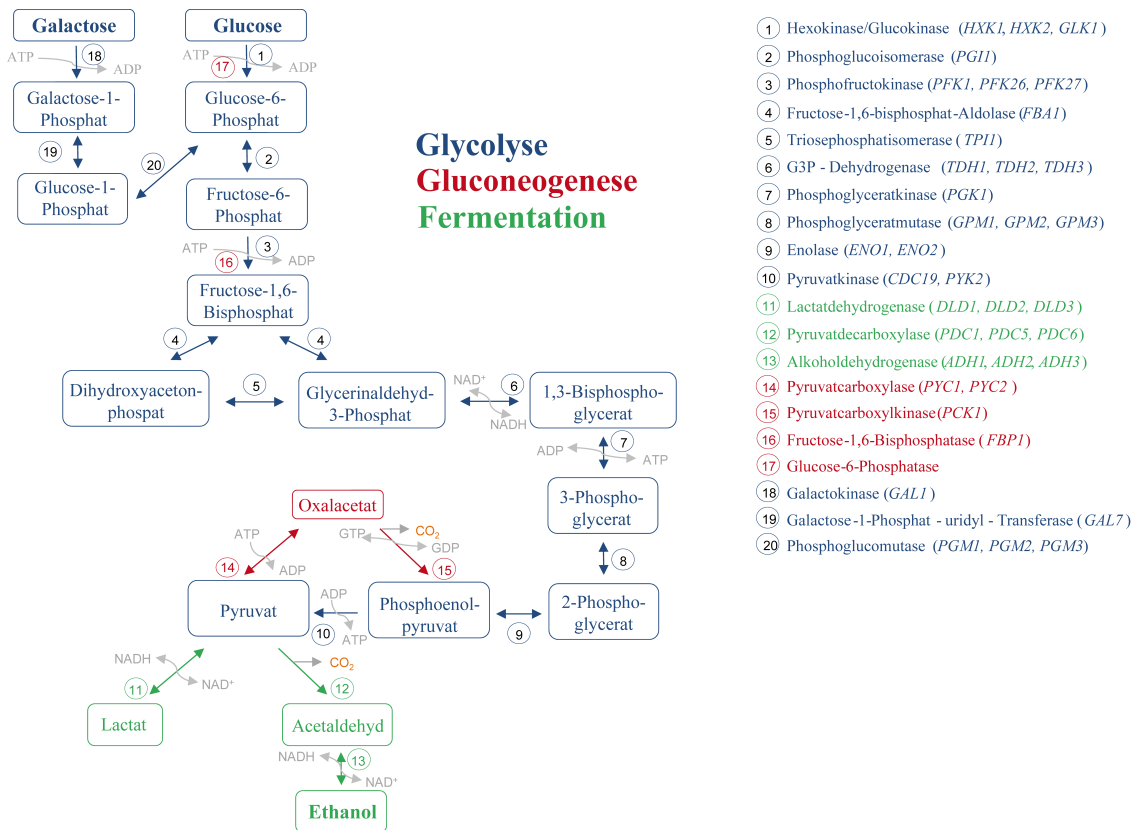 Galactose
Glucose
ATP
18
ADP
ATP
17
1
ADP
Galactose-1-
Phosphat
Glucose-6-
Phosphat
19
20
2
Glucose-1-
Phosphat
Fructose-6-
Phosphat
ATP
16
3
ADP
Fructose-1,6-
Bisphosphat
4
4
Dihydroxyaceton-
phospat
5
Glycerinaldehyd-
3-Phosphat
NAD+
6
NADH
1,3-Bisphospho-
glycerat
ADP
7
ATP
3-Phospho-
glycerat
8
2-Phospho-
glycerat
9
Phosphoenol-
pyruvat
Oxalacetat
GTP
CO2
GDP
15
ATP
14
ADP
ADP
10
ATP
Pyruvat
NADH
11
NAD+
CO2
12
Lactat
Acetaldehyd
NADH
13
NAD+
Ethanol
Glycolyse
Gluconeogenese
Fermentation
1 Hexokinase/Glucokinase (HXK1, HXK2, GLK1)
2 Phosphoglucoisomerase (PGI1)
3 Phosphofructokinase (PFK1, PFK26, PFK27)
4 Fructose-1,6-bisphosphat-Aldolase (FBA1)
5 Triosephosphatisomerase (TPI1)
6 G3P - Dehydrogenase (TDH1, TDH2, TDH3)
7 Phosphoglyceratkinase (PGK1)
8 Phosphoglyceratmutase (GPM1, GPM2, GPM3)
9 Enolase (ENO1, ENO2)
10 Pyruvatkinase (CDC19, PYK2)
11 Lactatdehydrogenase (DLD1, DLD2, DLD3)
12 Pyruvatdecarboxylase (PDC1, PDC5, PDC6)
13 Alkoholdehydrogenase (ADH1, ADH2, ADH3)
14 Pyruvatcarboxylase (PYC1, PYC2)
15 Pyruvatcarboxylkinase(PCK1)
16 Fructose-1,6-Bisphosphatase (FBP1)
17 Glucose-6-Phosphatase
18 Galactokinase (GAL1)
19 Galactose-1-Phosphat - uridyl - Transferase (GAL7)
20 Phosphoglucomutase (PGM1, PGM2, PGM3)